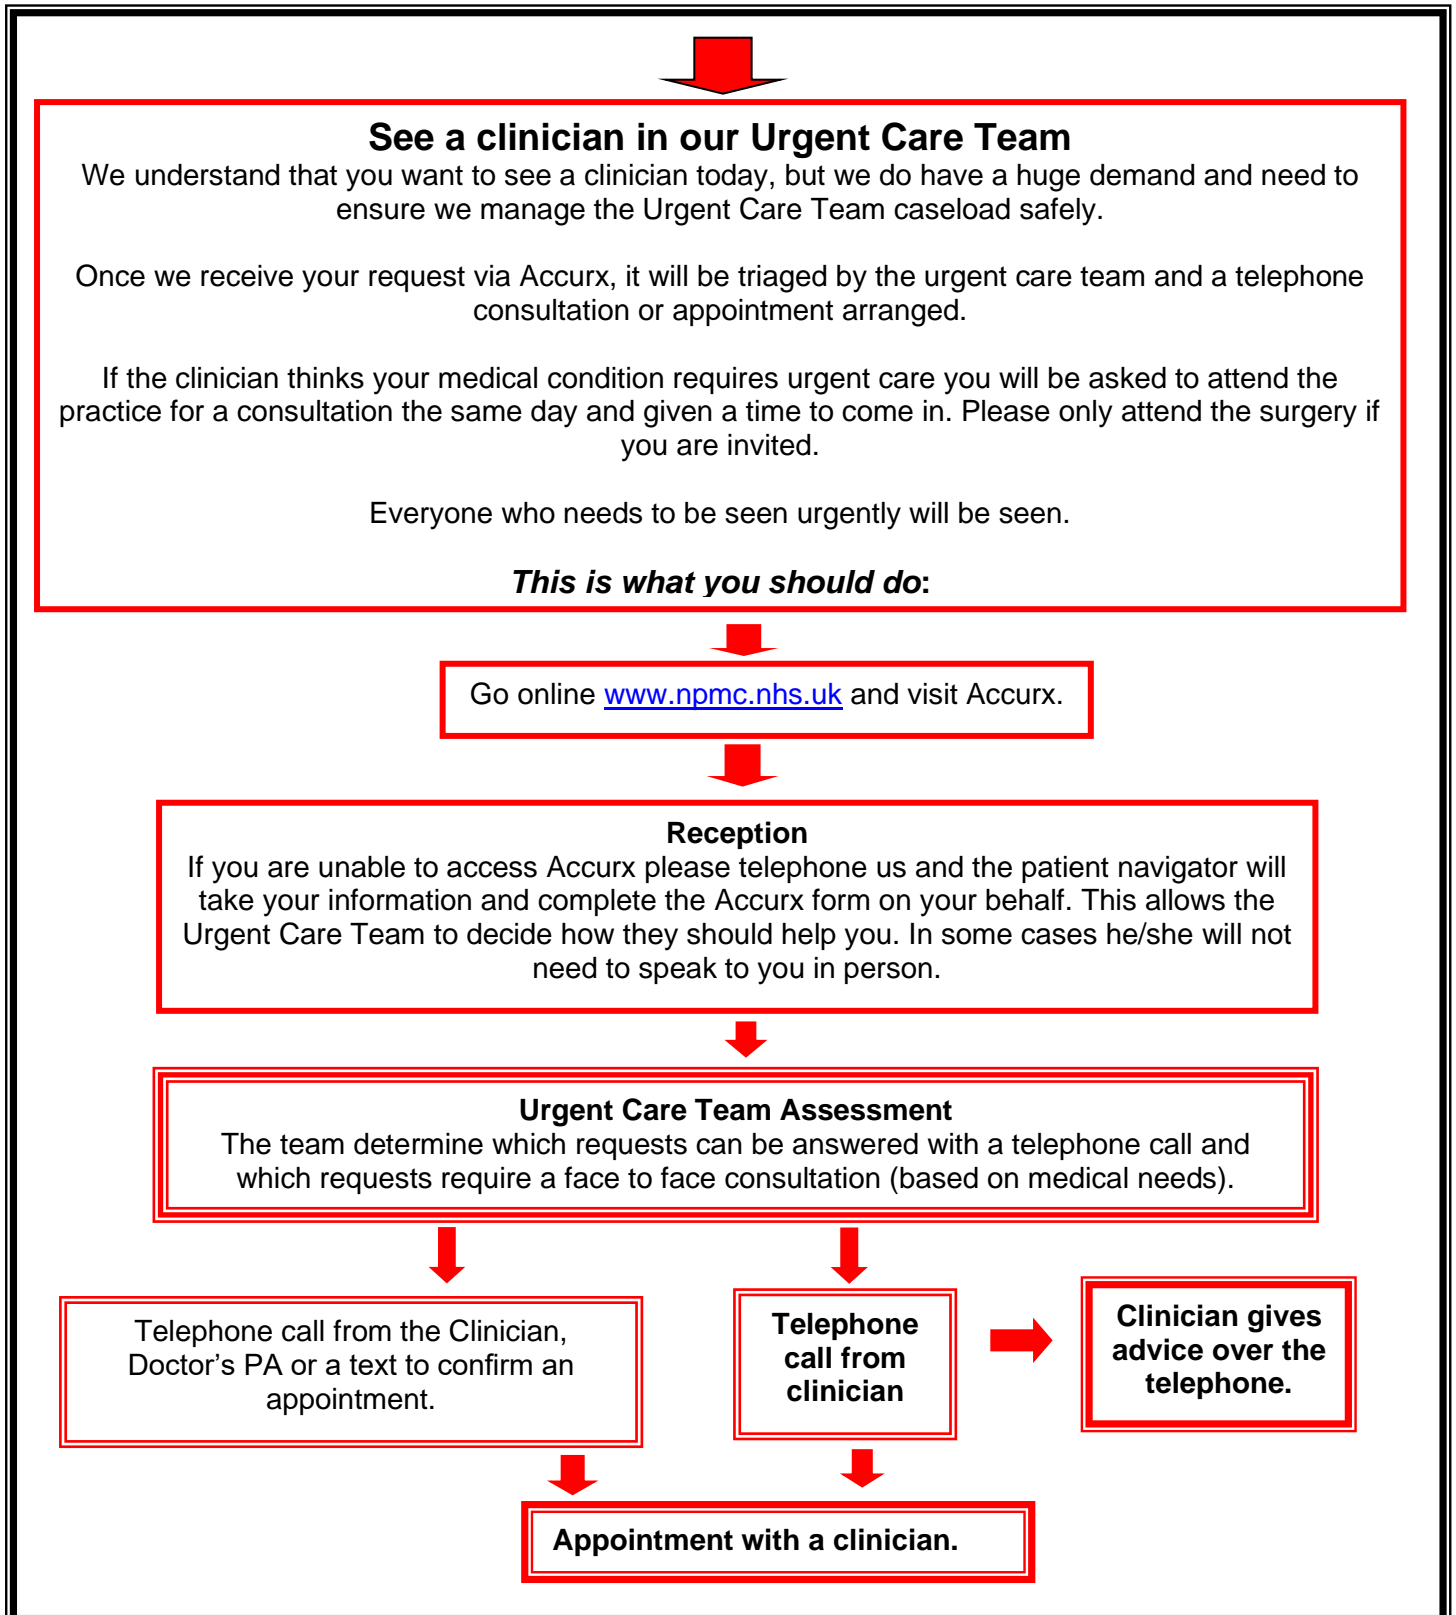 See a clinician in our Urgent Care Team
We understand that you want to see a clinician today, but we do have a huge demand and need to
ensure we manage the Urgent Care Team caseload safely.
Once we receive your request via Accurx, it will be triaged by the urgent care team and a telephone
consultation or appointment arranged.
If the clinician thinks your medical condition requires urgent care you will be asked to attend the
practice for a consultation the same day and given a time to come in. Please only attend the surgery if
you are invited.
Everyone who needs to be seen urgently will be seen.
This is what you should do:
Go online www.npmc.nhs.uk and visit Accurx.
Reception
If you are unable to access Accurx please telephone us and the patient navigator will
take your information and complete the Accurx form on your behalf. This allows the
Urgent Care Team to decide how they should help you. In some cases he/she will not
need to speak to you in person.
Urgent Care Team Assessment
The team determine which requests can be answered with a telephone call and
which requests require a face to face consultation (based on medical needs).
Telephone call from the Clinician,
Doctor’s PA or a text to confirm an
appointment.
Telephone
call from
clinician
Clinician gives
advice over the
telephone.
Appointment with a clinician.